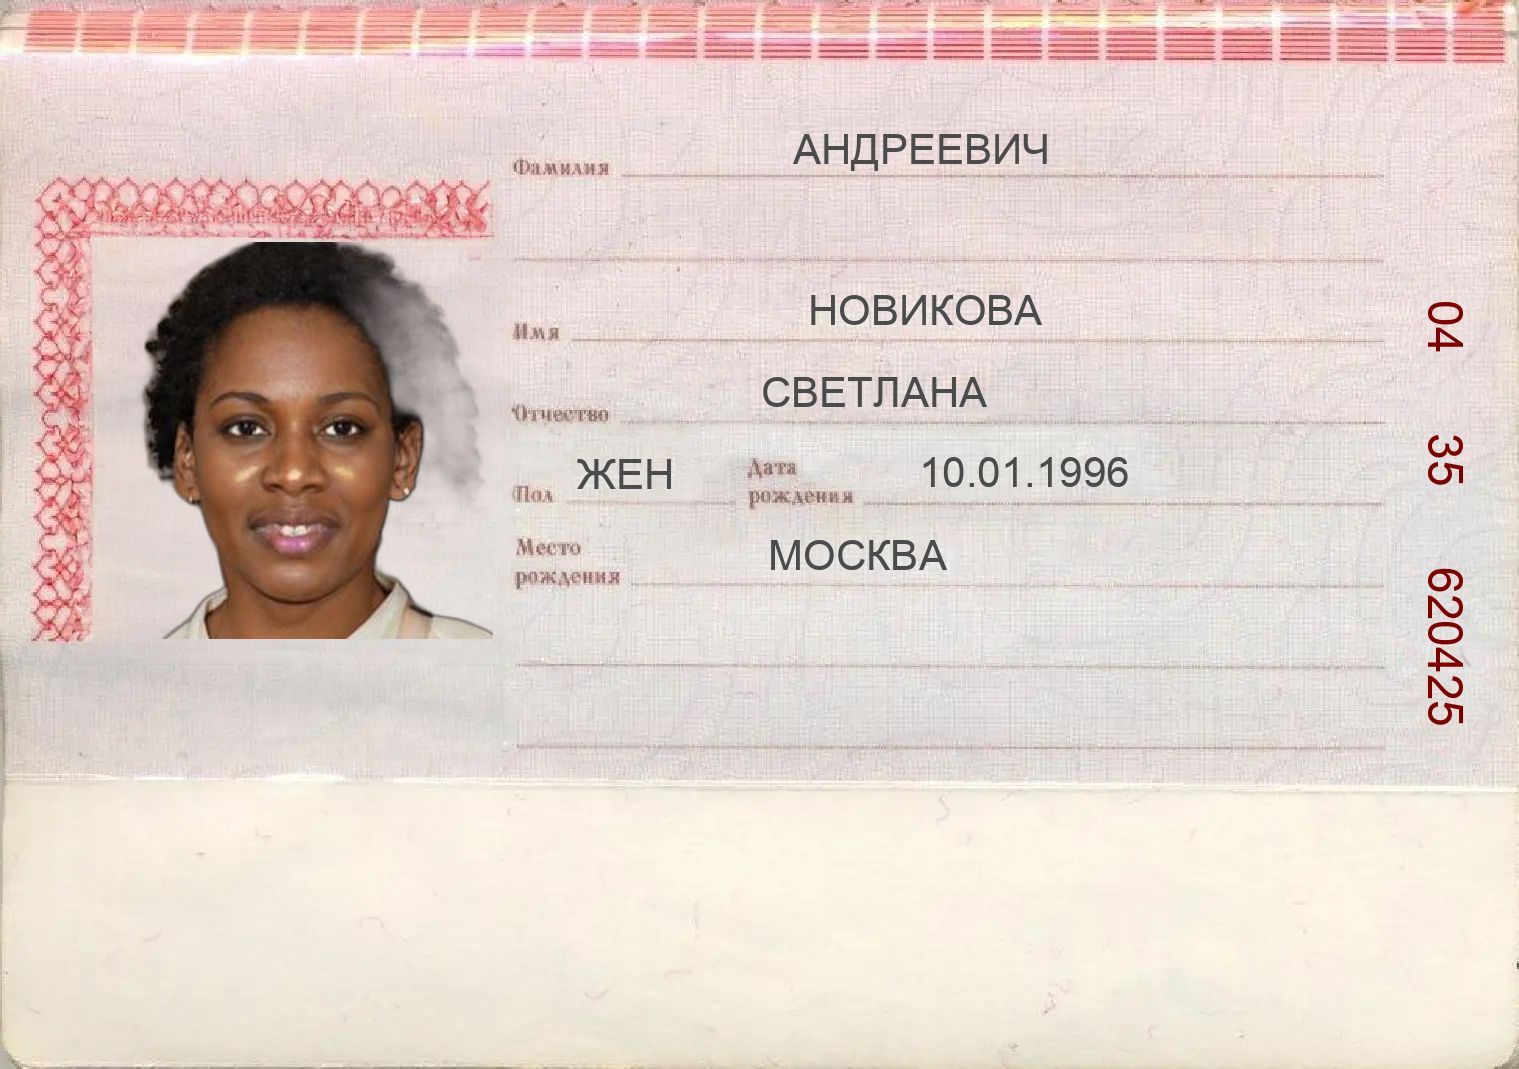 Фамилия АНДРЕЕВИЧ
Имя НОВИКОВА
Отчество СВЕТЛАНА
Пол ЖЕН Дата рождения 10.01.1996
Место рождения МОСКВА
04 35 620425